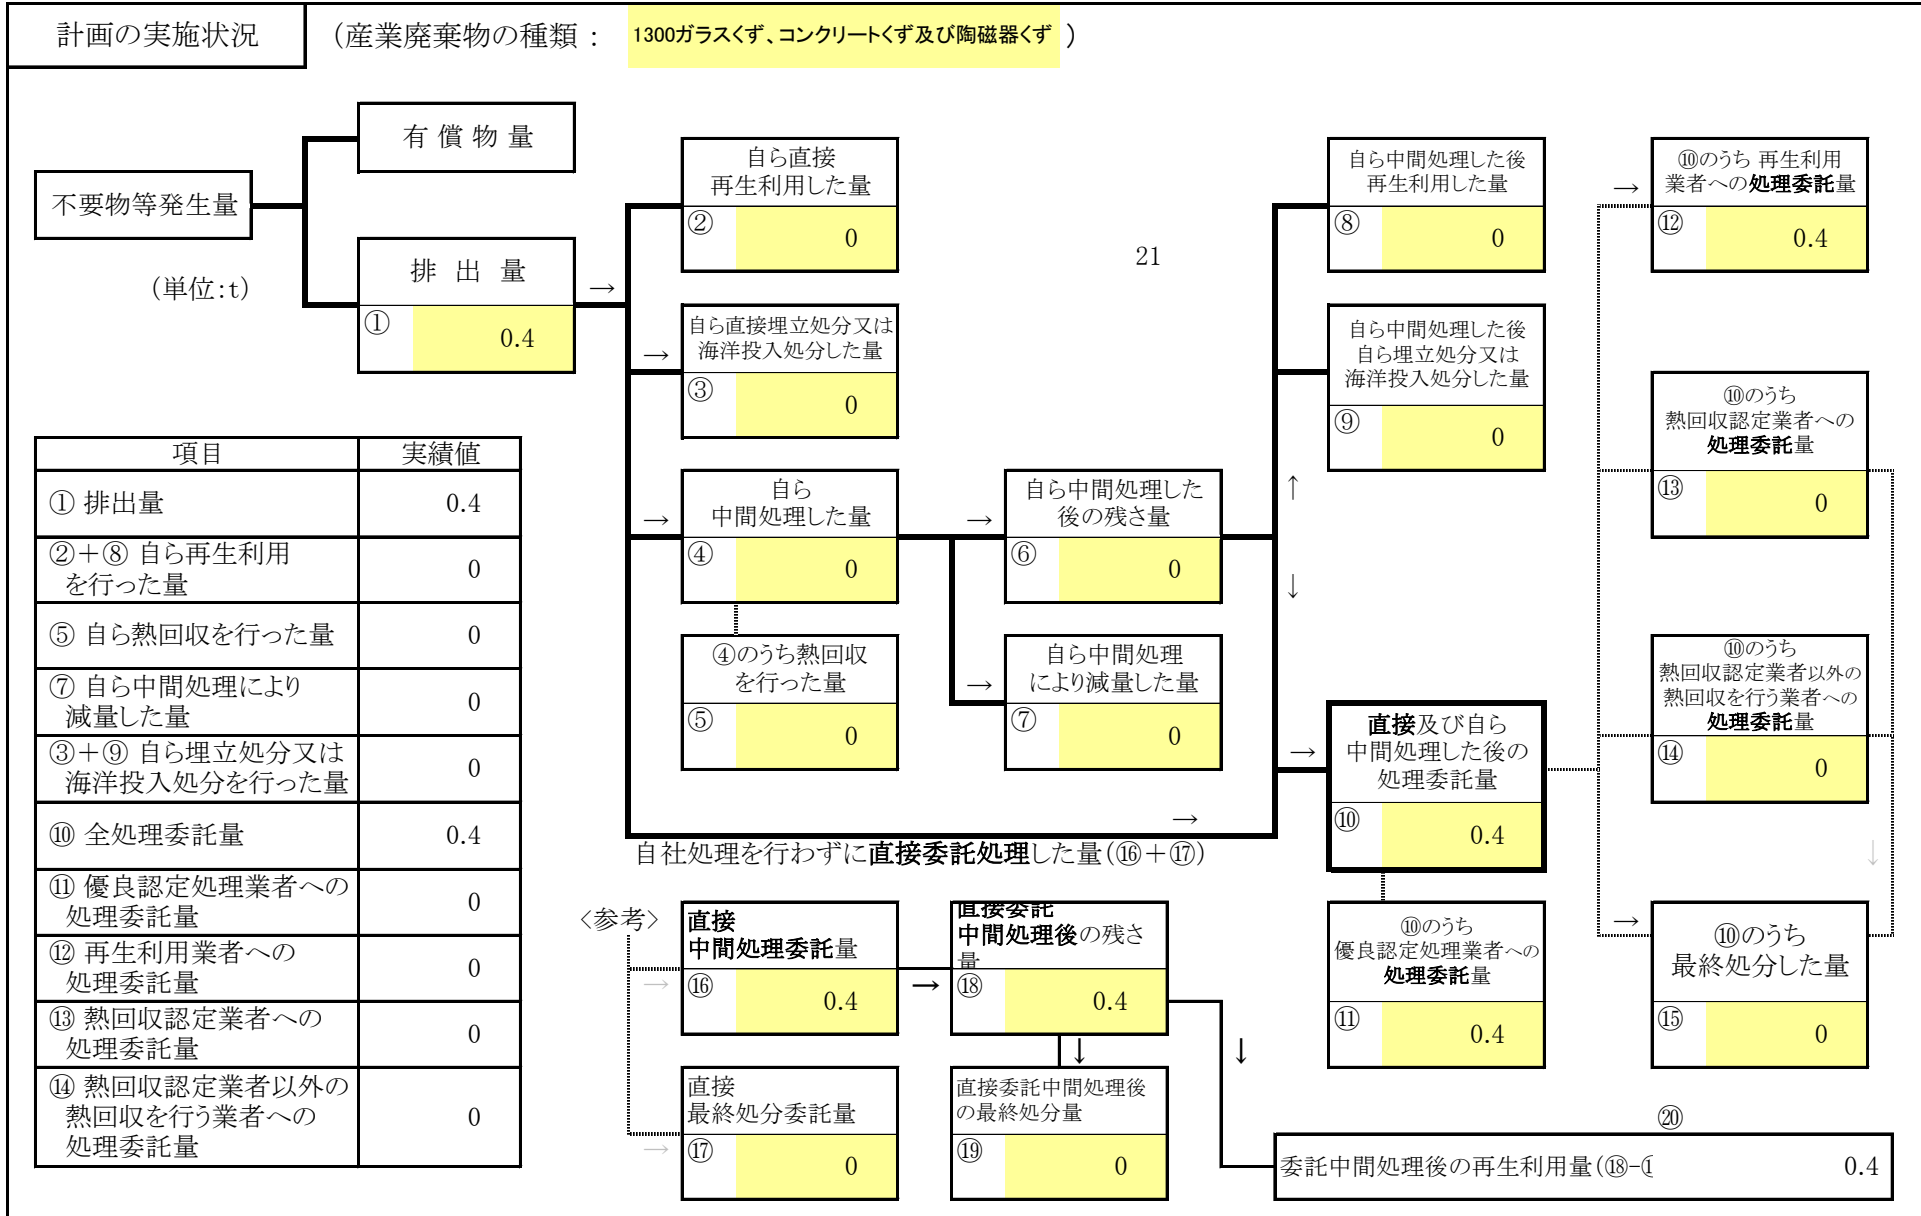 計画の実施状況
（産業廃棄物の種類： 1300ガラスくず、コンクリートくず及び陶磁器くず ）
不要物等発生量
(単位:t)
有 償 物 量
排 出 量
① 0.4
→
自ら直接
再生利用した量
② 0
→
自ら直接埋立処分又は
海洋投入処分した量
③ 0
→
自ら
中間処理した量
④ 0
④のうち熱回収
を行った量
⑤ 0
→
自ら中間処理した
後の残さ量
⑥ 0
→
自ら中間処理
により減量した量
⑦ 0
21
↑
↓
自ら中間処理した後
再生利用した量
⑧ 0
自ら中間処理した後
自ら埋立処分又は
海洋投入処分した量
⑨ 0
→
直接及び自ら
中間処理した後の
処理委託量
⑩ 0.4
⑩のうち
優良認定処理業者への
処理委託量
⑪ 0.4
→
⑩のうち 再生利用
業者への処理委託量
⑫ 0.4
⑩のうち
熱回収認定業者への
処理委託量
⑬ 0
⑩のうち
熱回収認定業者以外の
熱回収を行う業者への
処理委託量
⑭ 0
↓
→
⑩のうち
最終処分した量
⑮ 0
→
自社処理を行わずに直接委託処理した量(⑯＋⑰)
項目 実績値
① 排出量 0.4
②＋⑧ 自ら再生利用
を行った量 0
⑤ 自ら熱回収を行った量 0
⑦ 自ら中間処理により
減量した量 0
③＋⑨ 自ら埋立処分又は
海洋投入処分を行った量 0
⑩ 全処理委託量 0.4
⑪ 優良認定処理業者への
処理委託量 0
⑫ 再生利用業者への
処理委託量 0
⑬ 熱回収認定業者への
処理委託量 0
⑭ 熱回収認定業者以外の
熱回収を行う業者への
処理委託量 0
〈参考〉
→
直接
中間処理委託量
⑯ 0.4
→
直接
最終処分委託量
⑰ 0
→
直接委託
中間処理後の残さ
量
⑱ 0.4
↓
直接委託中間処理後
の最終処分量
⑲ 0
↓
⑳
委託中間処理後の再生利用量(⑱-
0.4